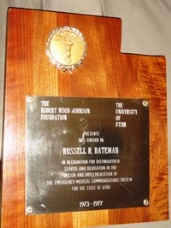 THE
ROBERT WOOD JOHNSON
FOUNDATION
THE
UNIVERSITY
OF
UTAH
PRESENTS
THIS AWARD TO
RUSSELL R. BATEMAN
IN RECOGNITION FOR DISTINGUISHED
SERVICE AND DEDICATION IN THE
DESIGN AND IMPLEMENTATION OF
THE EMERGENCY MEDICAL COMMUNICATIONS SYSTEM
FOR THE STATE OF UTAH
1973 - 1977